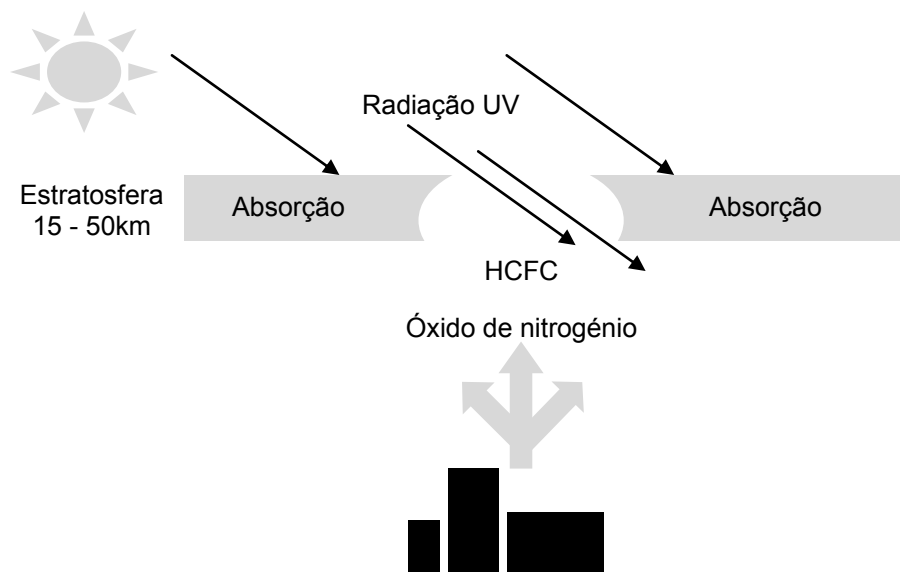 Radiação UV
Estratosfera
15 - 50km
Absorção
Absorção
HCFC
Óxido de nitrogénio